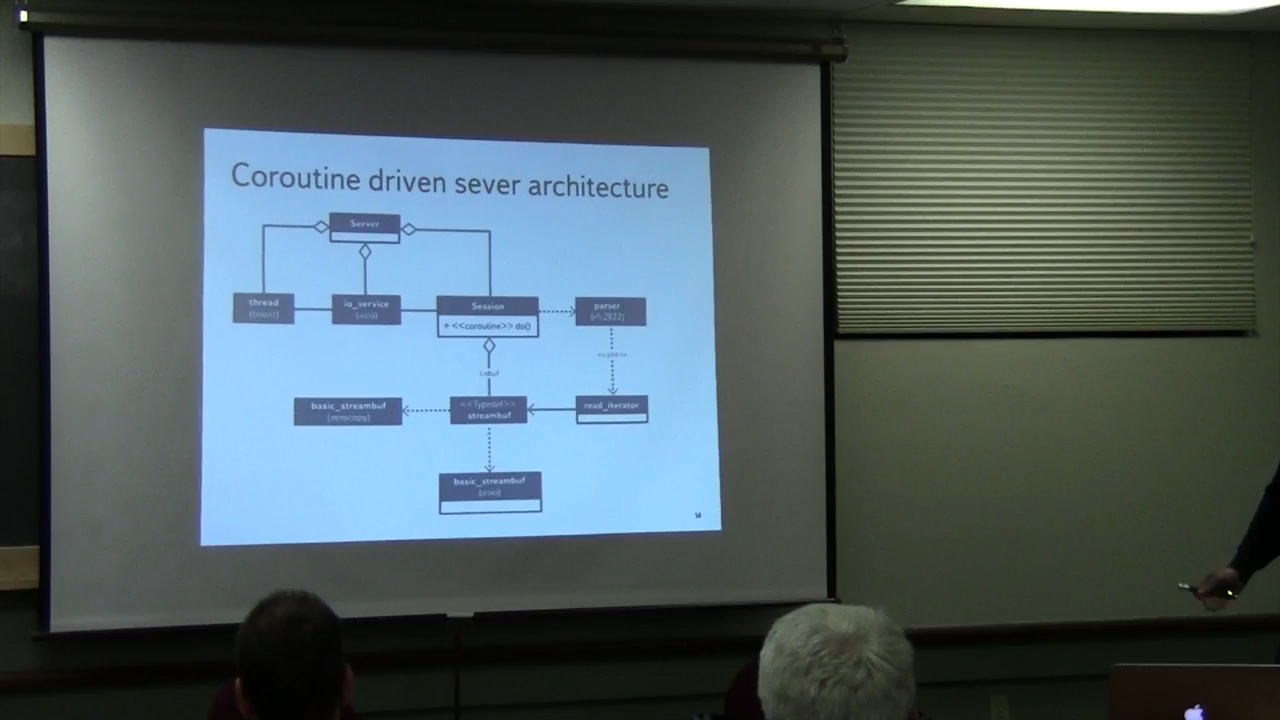 Coroutine driven sever architecture
Server
thread
(boost)
io_service
(asio)
Session
+ <<coroutine>> do()
parser
(rfc2822)
<<use>>
inBuf
basic_streambuf
(zerocopy)
<<Typedef>>
streambuf
read_iterator
basic_streambuf
(asio)
14